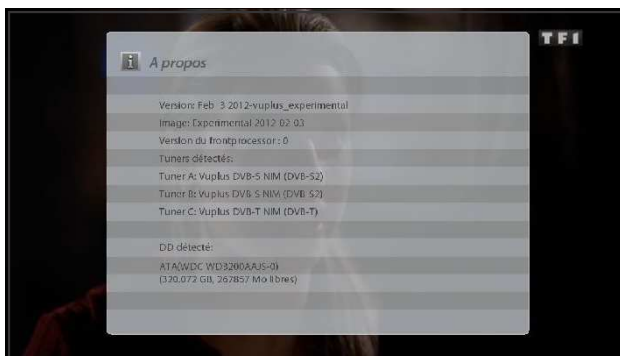 TF1
A propos
Version: Feb 3 2012-vuplus_experimental
Image: Experimental 2012-02-03
Version du frontprocessor : 0
Tuners détectés:
Tuner A: Vuplus DVB-S NIM (DVB-S2)
Tuner B: Vuplus DVB-S NIM (DVB-S2)
Tuner C: Vuplus DVB-T NIM (DVB-T)
DD détecté:
ATA(WDC WD3200AAJS-0)
(320.072 GB, 267857 Mo libres)